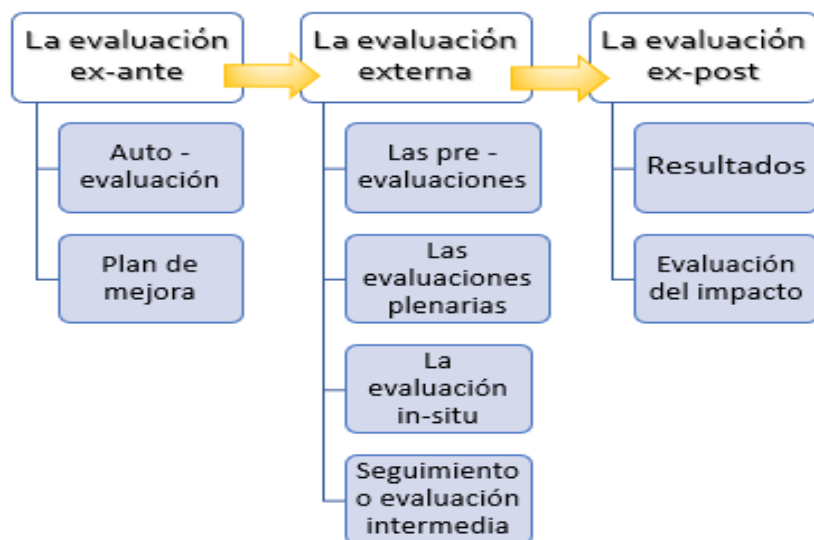 La evaluación
ex-ante
Auto -
evaluación
Plan de
mejora
La evaluación
externa
Las pre -
evaluaciones
Las
evaluaciones
plenarias
La
evaluación
in-situ
Seguimiento
o evaluación
intermedia
La evaluación
ex-post
Resultados
Evaluación
del impacto